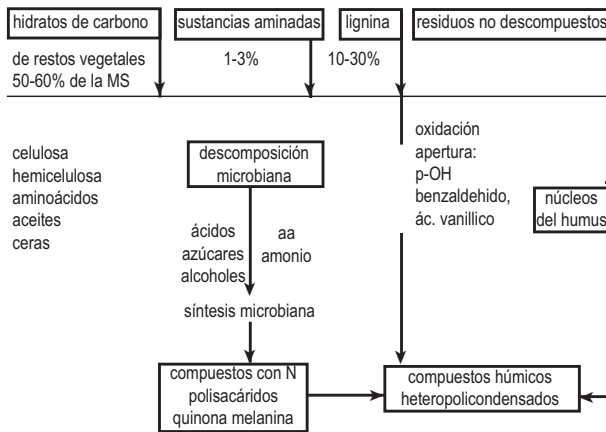 hidratos de carbono
sustancias aminadas
lignina
residuos no descompuestos
de restos vegetales
50-60% de la MS
1-3%
10-30%
celulosa
hemicelulosa
aminoácidos
aceites
ceras
descomposición
microbiana
oxidación
apertura:
p-OH
benzaldehido,
ác. vanillico
núcleos
del humus
ácidos
azúcares
alcoholes
aa
amonio
síntesis microbiana
compuestos con N
polisacáridos
quinona melanina
compuestos húmicos
heteropolicondensados